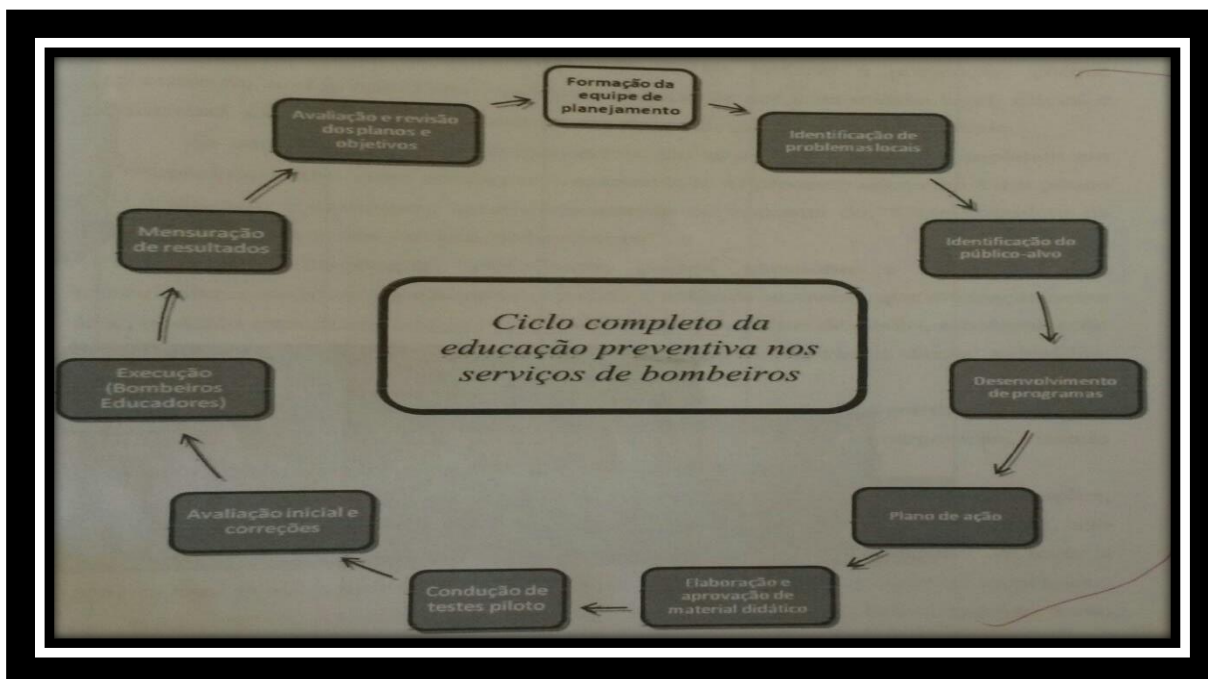 Formação da
equipe de
planejamento
Identificação de
problemas locais
Identificação do
público-alvo
Desenvolvimento
de programas
Plano de ação
Elaboração e
aprovação de
material didático
Condução de
testes piloto
Avaliação inicial e
correções
Execução
(Bombeiros
Educadores)
Mensuração
de resultados
Avaliação e revisão
dos planos e
objetivos
Ciclo completo da
educação preventiva nos
serviços de bombeiros